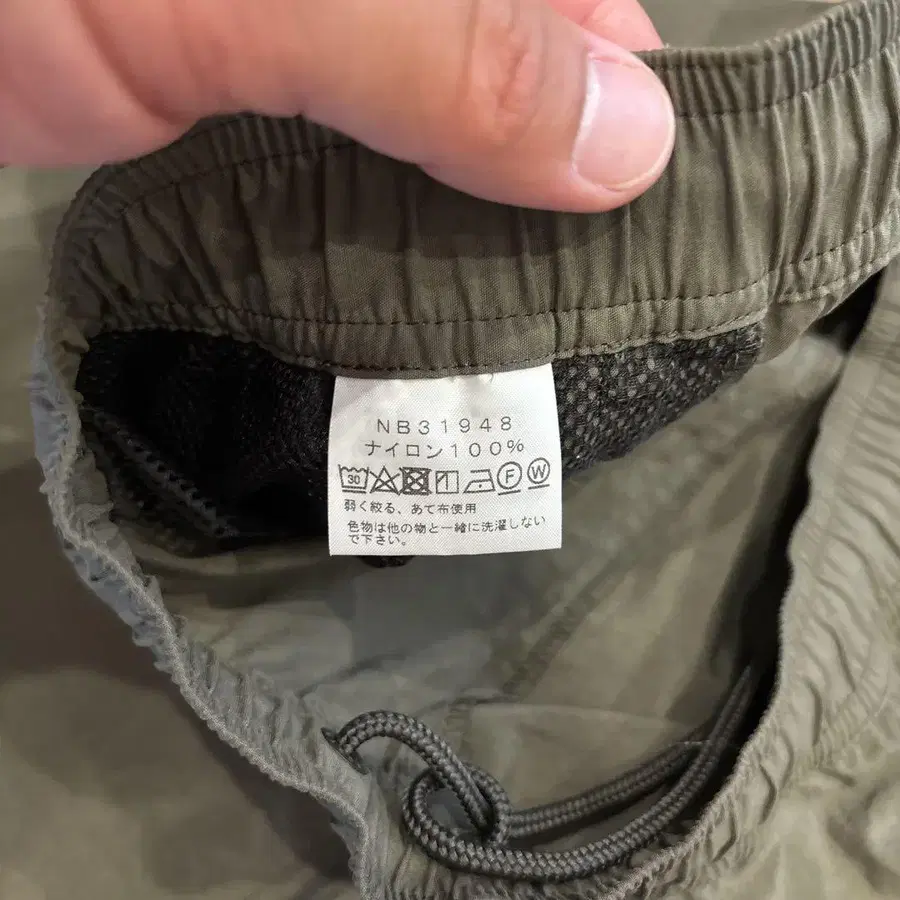 NB31948
ナイロン100%
30 F W
弱く絞る、あて布使用
色物は他の物と一緒に洗濯しない
で下さい。